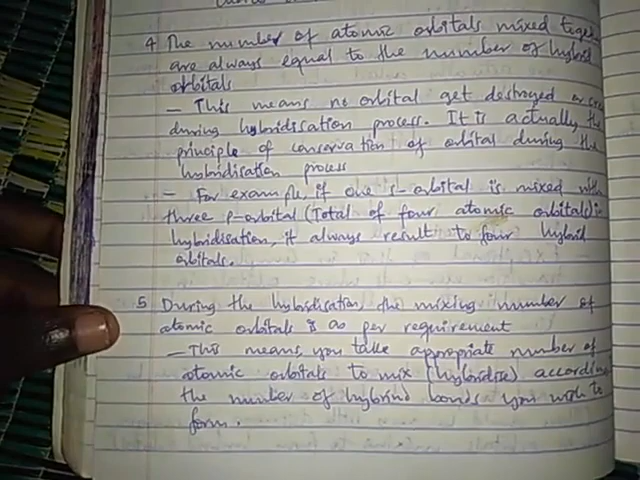 4 The number of atomic orbitals mixed toge
are always equal to the number of hybrid
orbitals
- This means no orbital get destroyed or
during hybridisation process. It is actually the
principle of conservation of orbital during the
hybridisation process
- For example, if one s-orbital is mixed with
three p-orbital (Total of four atomic orbitals) in
hybridisation, it always result to four hybrid
orbitals.
5 During the hybridisation, the mixing number of
atomic orbitals is as per requirement
- This means, you take appropriate number of
atomic orbitals to mix (hybridize) according
the number of hybrind bonds you wish to
form.